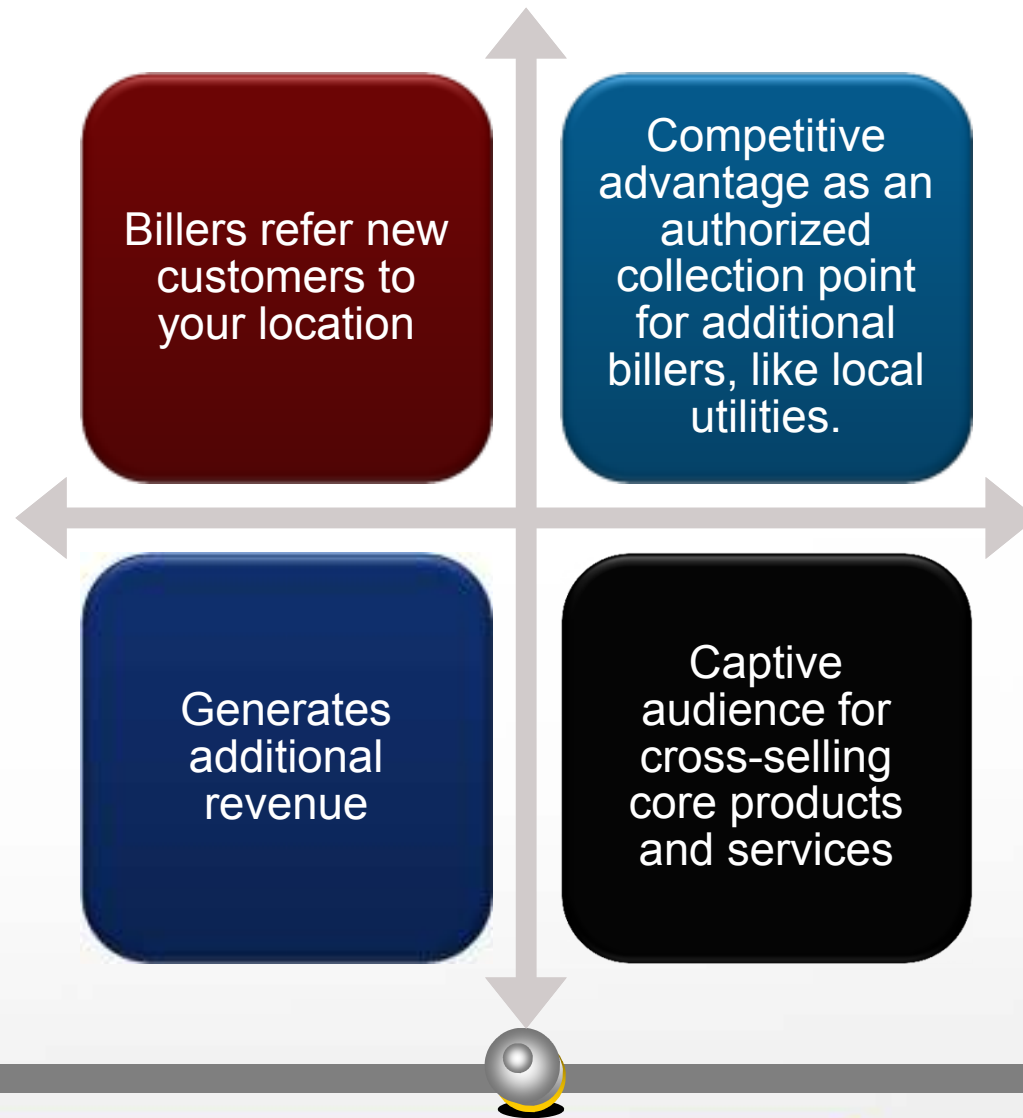 Billers refer new
customers to
your location
Competitive
advantage as an
authorized
collection point
for additional
billers, like local
utilities.
Generates
additional
revenue
Captive
audience for
cross-selling
core products
and services